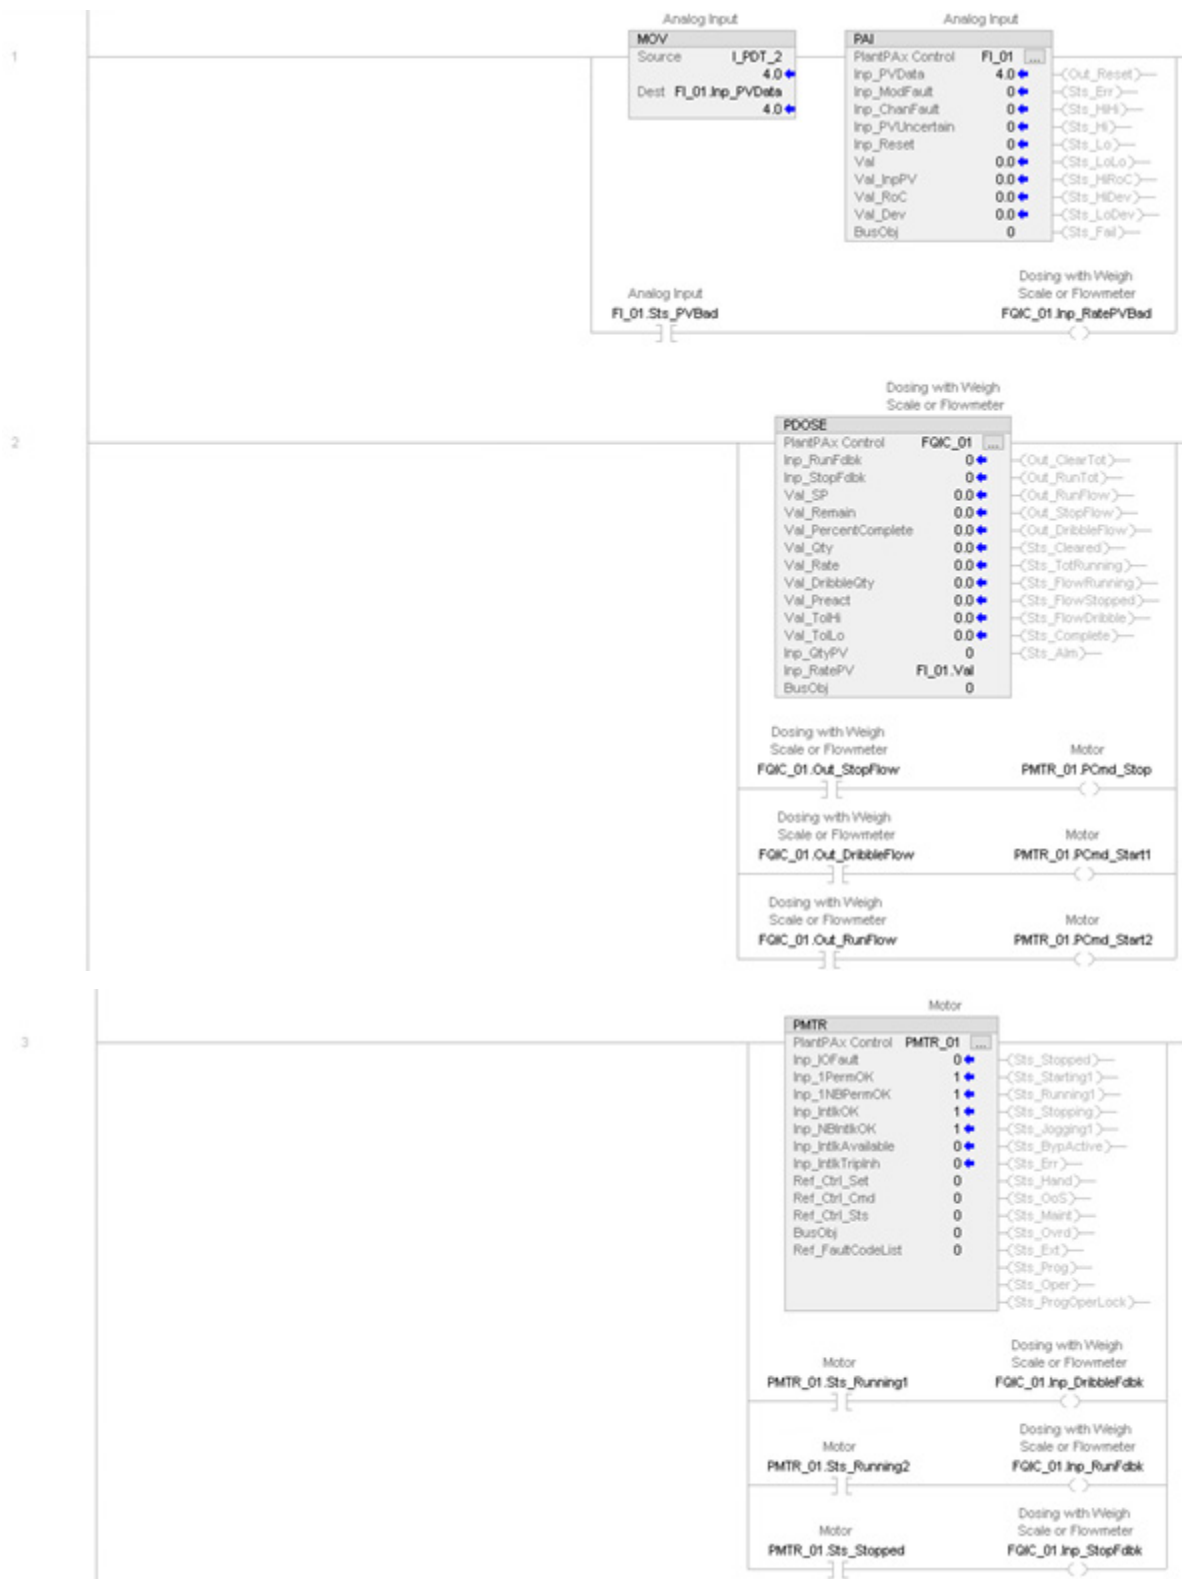 Analog Input
Analog Input
1
MOV
Source I_PDT_2
4.0
Dest FI_01.Inp_PVData
4.0
PAI
PlantPAx Control FI_01 ...
Inp_PVData 4.0 (Out_Reset)
Inp_ModFault 0 (Sts_Err)
Inp_ChanFault 0 (Sts_HiHi)
Inp_PVUncertain 0 (Sts_Hi)
Inp_Reset 0 (Sts_Lo)
Val 0.0 (Sts_LoLo)
Val_InpPV 0.0 (Sts_HiRoC)
Val_RoC 0.0 (Sts_HiDev)
Val_Dev 0.0 (Sts_LoDev)
BusObj 0 (Sts_Fail)
Analog Input
FI_01.Sts_PVBad
Dosing with Weigh
Scale or Flowmeter
FQIC_01.Inp_RatePVBad
2
Dosing with Weigh
Scale or Flowmeter
PDOSE
PlantPAx Control FQIC_01 ...
Inp_RunFdbk 0 (Out_ClearTot)
Inp_StopFdbk 0 (Out_RunTot)
Val_SP 0.0 (Out_RunFlow)
Val_Remain 0.0 (Out_StopFlow)
Val_PercentComplete 0.0 (Out_DribbleFlow)
Val_Qty 0.0 (Sts_Cleared)
Val_Rate 0.0 (Sts_TotRunning)
Val_DribbleQty 0.0 (Sts_FlowRunning)
Val_Preact 0.0 (Sts_FlowStopped)
Val_TolHi 0.0 (Sts_FlowDribble)
Val_TolLo 0.0 (Sts_Complete)
Inp_QtyPV 0 (Sts_Alm)
Inp_RatePV FI_01.Val
BusObj 0
Dosing with Weigh
Scale or Flowmeter
FQIC_01.Out_StopFlow
Motor
PMTR_01.PCmd_Stop
Dosing with Weigh
Scale or Flowmeter
FQIC_01.Out_DribbleFlow
Motor
PMTR_01.PCmd_Start1
Dosing with Weigh
Scale or Flowmeter
FQIC_01.Out_RunFlow
Motor
PMTR_01.PCmd_Start2
3
Motor
PMTR
PlantPAx Control PMTR_01 ...
Inp_IOFault 0 (Sts_Stopped)
Inp_1PermOK 1 (Sts_Starting1)
Inp_1NBPermOK 1 (Sts_Running1)
Inp_IntlkOK 1 (Sts_Stopping)
Inp_NBIntlkOK 1 (Sts_Jogging1)
Inp_IntlkAvailable 0 (Sts_BypActive)
Inp_IntlkTripInh 0 (Sts_Err)
Ref_Ctrl_Set 0 (Sts_Hand)
Ref_Ctrl_Cmd 0 (Sts_OoS)
Ref_Ctrl_Sts 0 (Sts_Maint)
BusObj 0 (Sts_Ovrd)
Ref_FaultCodeList 0 (Sts_Ext)
(Sts_Prog)
(Sts_Oper)
(Sts_ProgOperLock)
Motor
PMTR_01.Sts_Running1
Dosing with Weigh
Scale or Flowmeter
FQIC_01.Inp_DribbleFdbk
Motor
PMTR_01.Sts_Running2
Dosing with Weigh
Scale or Flowmeter
FQIC_01.Inp_RunFdbk
Motor
PMTR_01.Sts_Stopped
Dosing with Weigh
Scale or Flowmeter
FQIC_01.Inp_StopFdbk